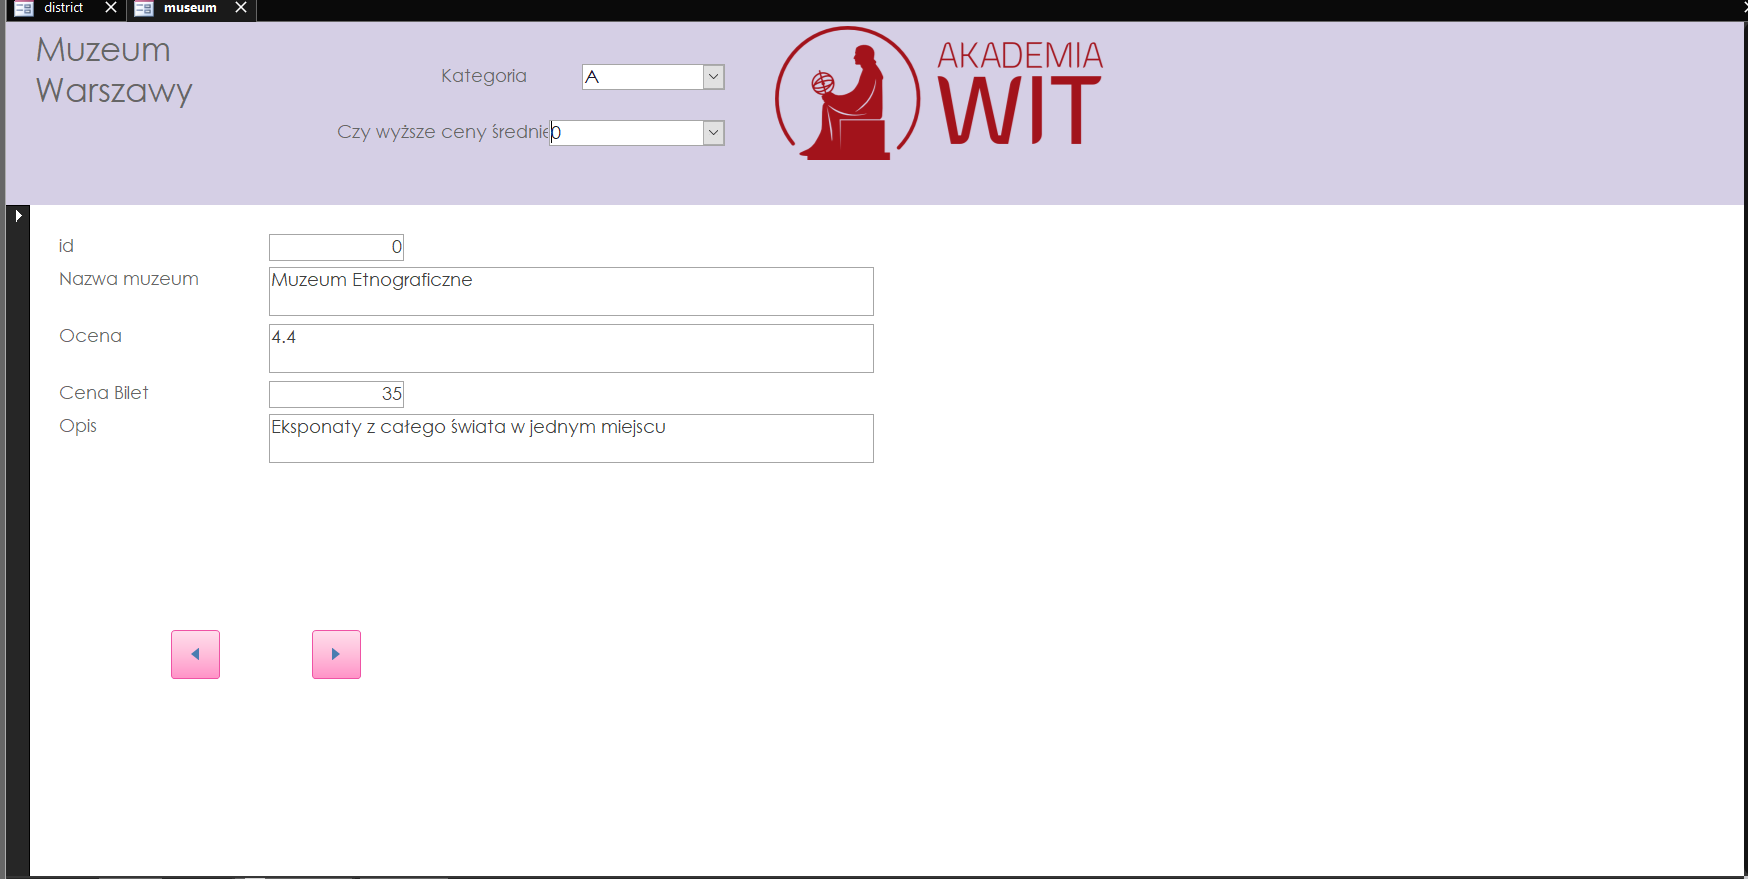 district
museum
Muzeum
Warszawy
Kategoria
A
Czy wyższe ceny średnie
0
AKADEMIA
WIT
id
0
Nazwa muzeum
Muzeum Etnograficzne
Ocena
4.4
Cena Bilet
35
Opis
Eksponaty z całego świata w jednym miejscu